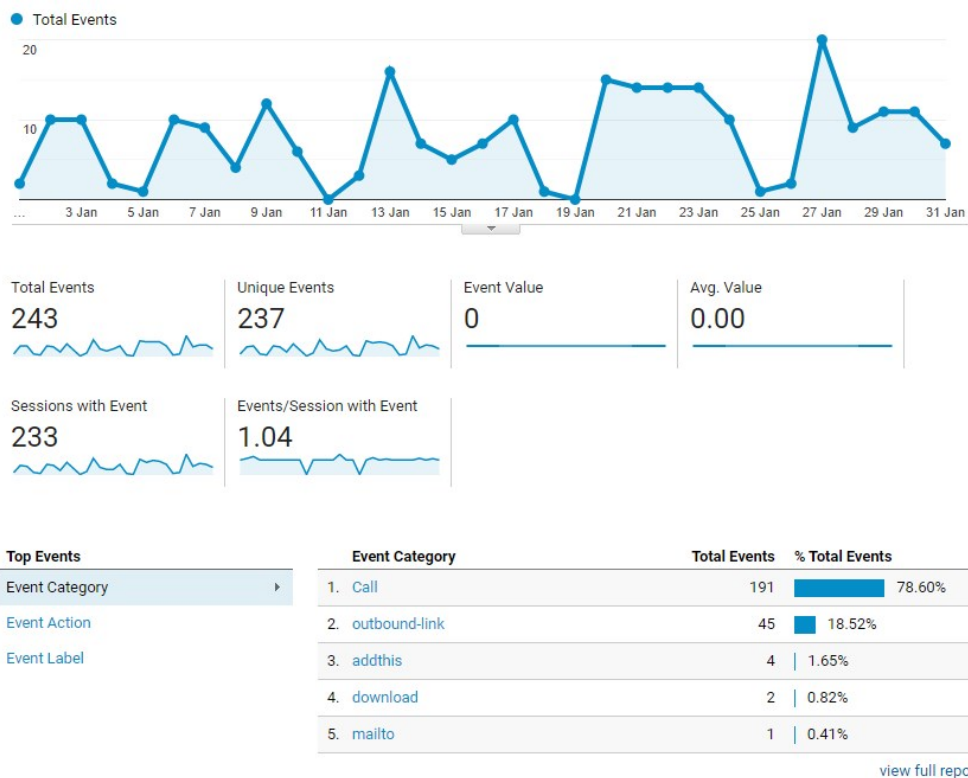 Total Events
20
10
... 3 Jan 5 Jan 7 Jan 9 Jan 11 Jan 13 Jan 15 Jan 17 Jan 19 Jan 21 Jan 23 Jan 25 Jan 27 Jan 29 Jan 31 Jan
Total Events Unique Events Event Value Avg. Value
243 237 0 0.00
Sessions with Event Events/Session with Event
233 1.04
Top Events Event Category Total Events % Total Events
Event Category 1. Call 191 78.60%
Event Action 2. outbound-link 45 18.52%
Event Label 3. addthis 4 1.65%
4. download 2 0.82%
5. mailto 1 0.41%
view full repo